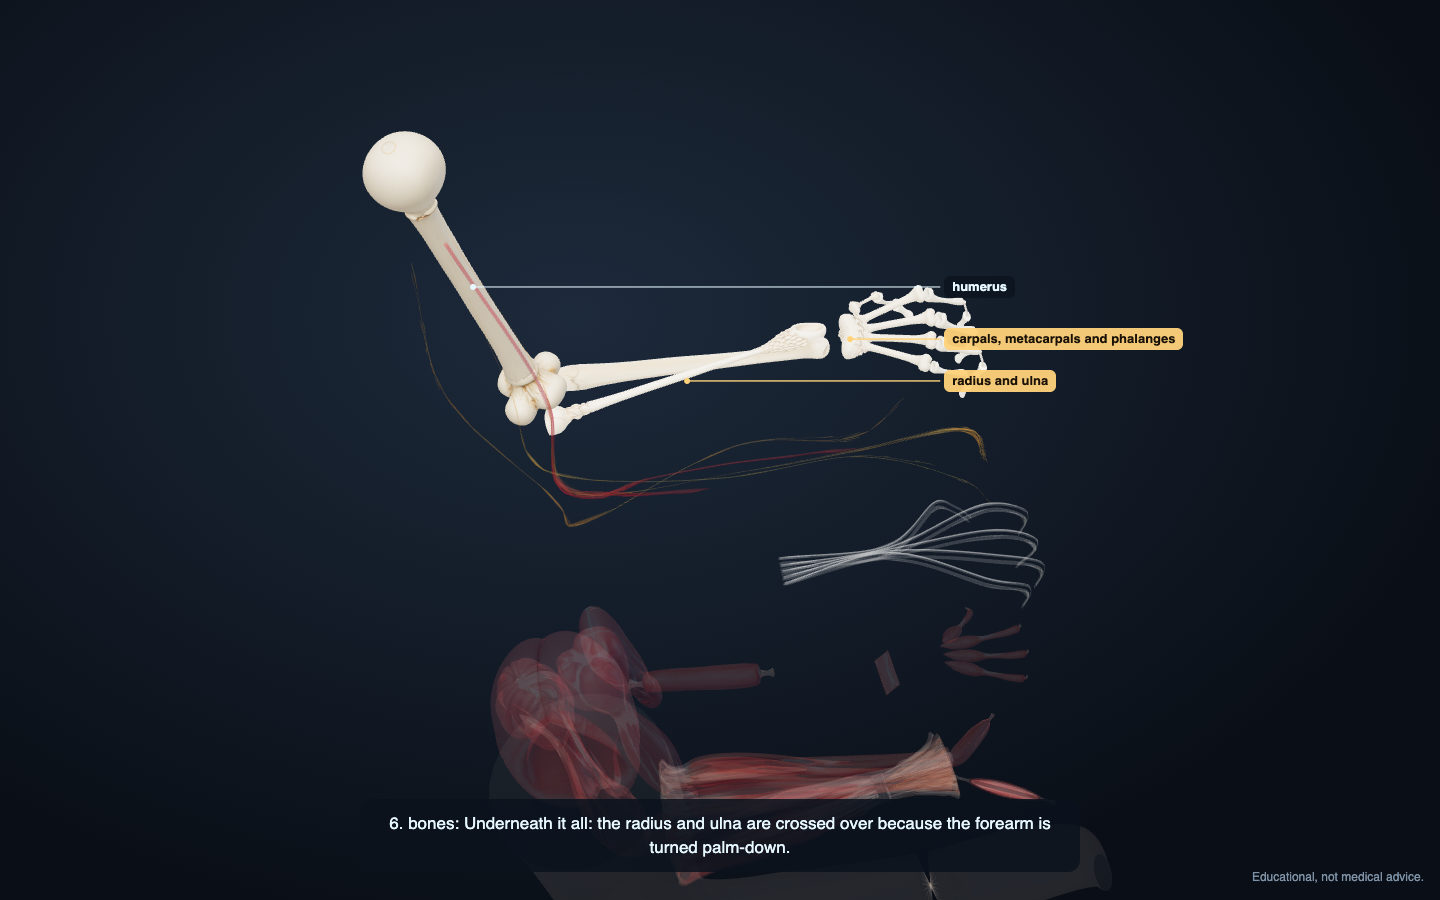 humerus
carpals, metacarpals and phalanges
radius and ulna
6. bones: Underneath it all: the radius and ulna are crossed over because the forearm is
turned palm-down.
Educational, not medical advice.